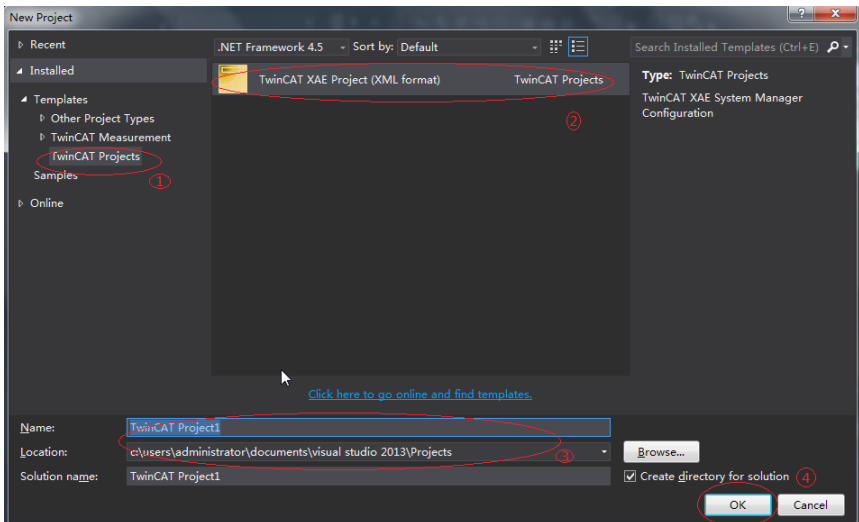 New Project
Recent
Installed
Templates
Other Project Types
TwinCAT Measurement
TwinCAT Projects
①
Samples
Online
.NET Framework 4.5 Sort by: Default
TwinCAT XAE Project (XML format) TwinCAT Projects
②
Click here to go online and find templates.
Search Installed Templates (Ctrl+E)
Type: TwinCAT Projects
TwinCAT XAE System Manager
Configuration
Name: TwinCAT Project1
Location: c:\users\administrator\documents\visual studio 2013\Projects ③ Browse...
Solution name: TwinCAT Project1
Create directory for solution ④
OK Cancel